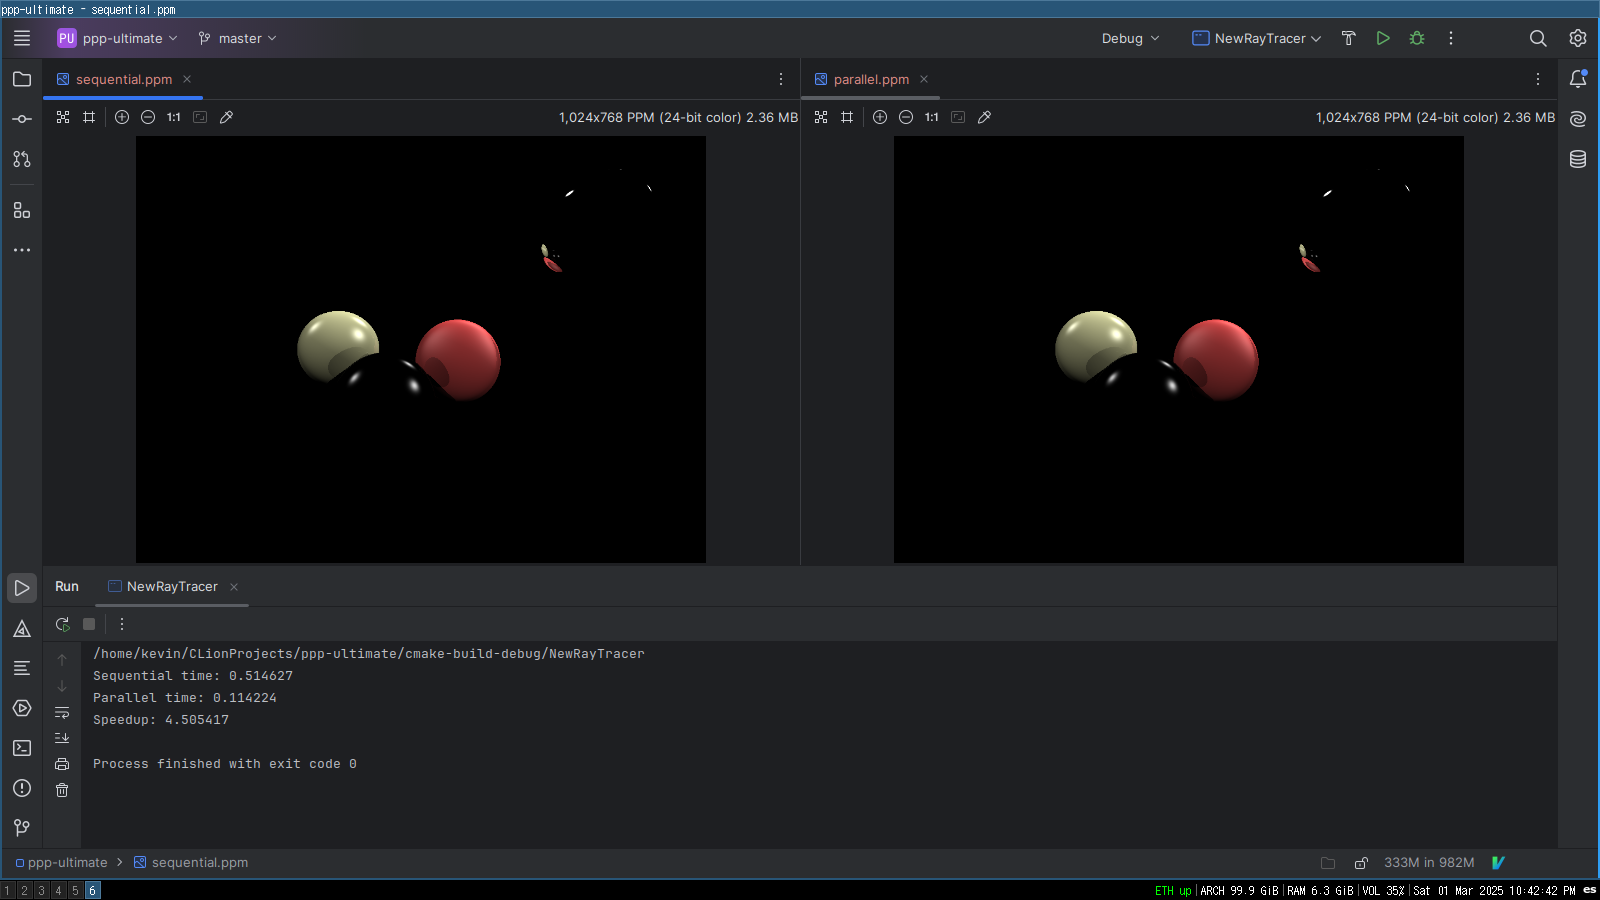 ppp-ultimate - sequential.ppm
PU ppp-ultimate master Debug NewRayTracer
sequential.ppm
parallel.ppm
1:1 1,024x768 PPM (24-bit color) 2.36 MB
1:1 1,024x768 PPM (24-bit color) 2.36 MB
Run NewRayTracer
/home/kevin/CLionProjects/ppp-ultimate/cmake-build-debug/NewRayTracer
Sequential time: 0.514627
Parallel time: 0.114224
Speedup: 4.505417
Process finished with exit code 0
ppp-ultimate sequential.ppm 333M in 982M
1 2 3 4 5 6 ETH up|ARCH 99.9 GiB|RAM 6.3 GiB|VOL 35%|Sat 01 Mar 2025 10:42:42 PM es